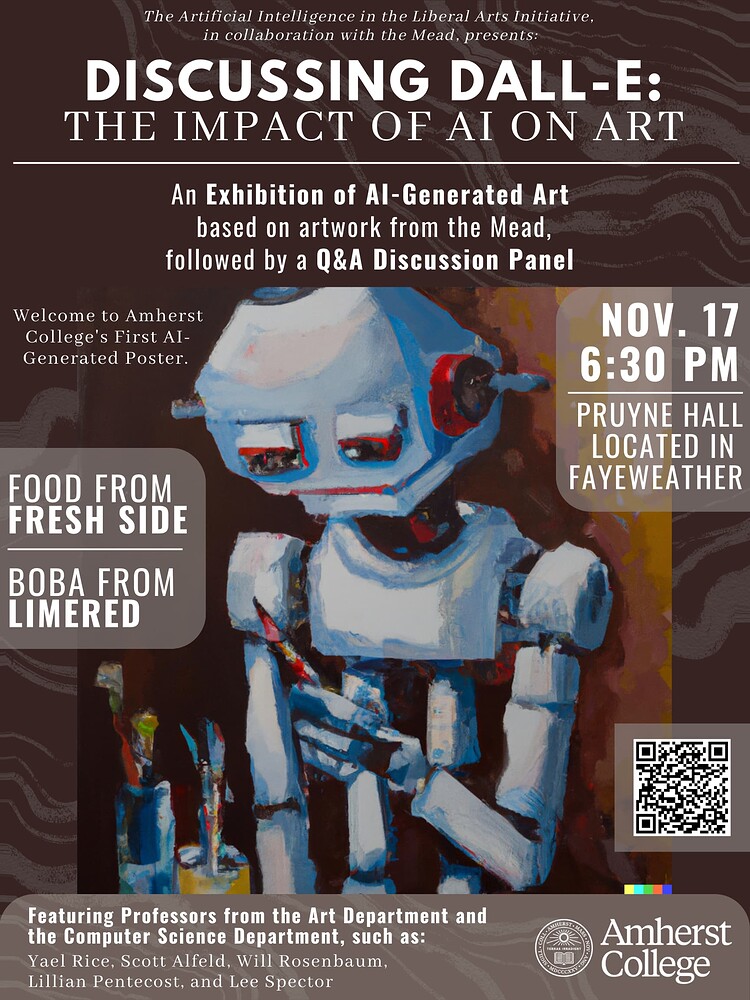 The Artificial Intelligence in the Liberal Arts Initiative,
in collaboration with the Mead, presents:
DISCUSSING DALL-E:
THE IMPACT OF AI ON ART
An Exhibition of AI-Generated Art
based on artwork from the Mead,
followed by a Q&A Discussion Panel
Welcome to Amherst
College's First AI-
Generated Poster.
NOV. 17
6:30 PM
PRUYNE HALL
LOCATED IN
FAYEWEATHER
FOOD FROM
FRESH SIDE
BOBA FROM
LIMERED
Featuring Professors from the Art Department and
the Computer Science Department, such as:
Yael Rice, Scott Alfeld, Will Rosenbaum,
Lillian Pentecost, and Lee Spector
Amherst
College